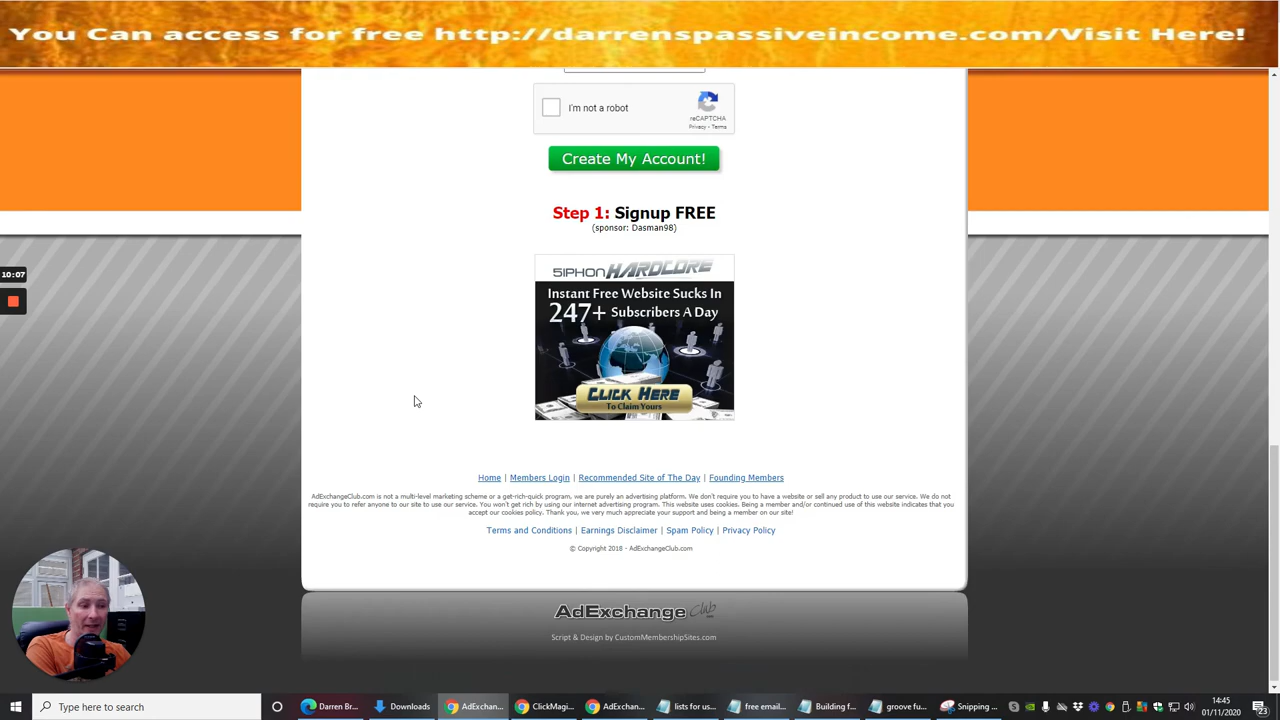 You Can access for free http://darrenspassiveincome.com/Visit Here!
I'm not a robot
reCAPTCHA
Privacy - Terms
Create My Account!
Step 1: Signup FREE
(sponsor: Dasman98)
10:07
SIPHON HARDCORE
Instant Free Website Sucks In
247+ Subscribers A Day
CLICK HERE
To Claim Yours
Home | Members Login | Recommended Site of The Day | Founding Members
AdExchangeClub.com is not a multi-level marketing scheme or a get-rich-quick program, we are purely an advertising platform. We don't require you to have a website or sell any product to use our service. We do not
require you to refer anyone to our site to use our service. You won't get rich by using our internet advertising program. This website uses cookies. Being a member and/or continued use of this website indicates that you
accept our cookies policy. Thank you, we very much appreciate your support and being a member on our site!
Terms and Conditions | Earnings Disclaimer | Spam Policy | Privacy Policy
© Copyright 2018 - AdExchangeClub.com
AdExchange Club
Script & Design by CustomMembershipSites.com
Type here to search
Darren Br...
Downloads
AdExchan...
ClickMagi...
AdExchan...
lists for us...
free email...
Building f...
groove fu...
Snipping ...
14:45
01/11/2020
23